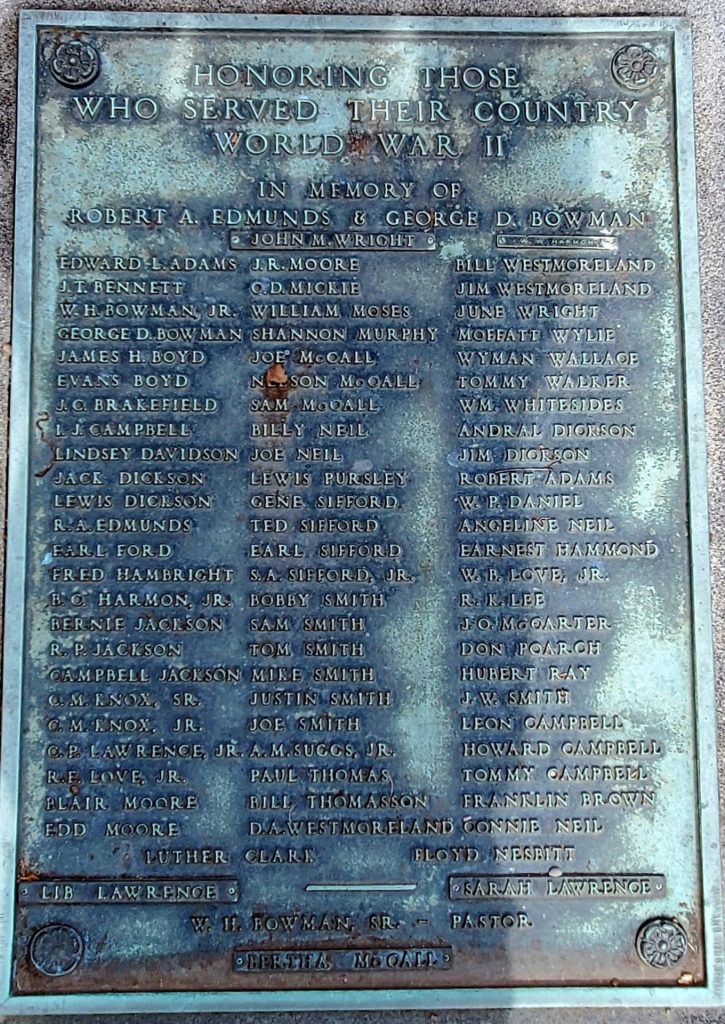 HONORING THOSE
WHO SERVED THEIR COUNTRY
WORLD WAR II
IN MEMORY OF
ROBERT A. EDMUNDS & GEORGE D. BOWMAN
JOHN M. WRIGHT
EDWARD L. ADAMS J. R. MOORE BILL WESTMORELAND
J. T. BENNETT C. D. MICKIE JIM WESTMORELAND
W. H. BOWMAN, JR. WILLIAM MOSES JUNE WRIGHT
GEORGE D. BOWMAN SHANNON MURPHY MOFFATT WYLIE
JAMES H. BOYD JOE McCALL WYMAN WALLACE
EVANS BOYD NELSON McCALL TOMMY WALKER
J. C. BRAKEFIELD SAM McCALL WM. WHITESIDES
I. J. CAMPBELL BILLY NEIL ANDRAL DICKSON
LINDSEY DAVIDSON JOE NEIL JIM DICKSON
JACK DICKSON LEWIS PURSLEY ROBERT ADAMS
LEWIS DICKSON GENE SIFFORD W. P. DANIEL
R. A. EDMUNDS TED SIFFORD ANGELINE NEIL
EARL FORD EARL SIFFORD EARNEST HAMMOND
FRED HAMBRIGHT S. A. SIFFORD, JR. W. B. LOVE, JR.
B. C. HARMON, JR. BOBBY SMITH R. K. LEE
BERNIE JACKSON SAM SMITH J. O. McCARTER
R. P. JACKSON TOM SMITH DON POARCH
CAMPBELL JACKSON MIKE SMITH HUBERT RAY
C. M. KNOX, SR. JUSTIN SMITH J. W. SMITH
C. M. KNOX, JR. JOE SMITH LEON CAMPBELL
C. P. LAWRENCE, JR. A. M. SUGGS, JR. HOWARD CAMPBELL
R. F. LOVE, JR. PAUL THOMAS TOMMY CAMPBELL
BLAIR MOORE BILL THOMASSON FRANKLIN BROWN
EDD MOORE D. A. WESTMORELAND CONNIE NEIL
LUTHER CLARK FLOYD NESBITT
LIB LAWRENCE SARAH LAWRENCE
W. H. BOWMAN, SR. - PASTOR
BERTHA McCALL